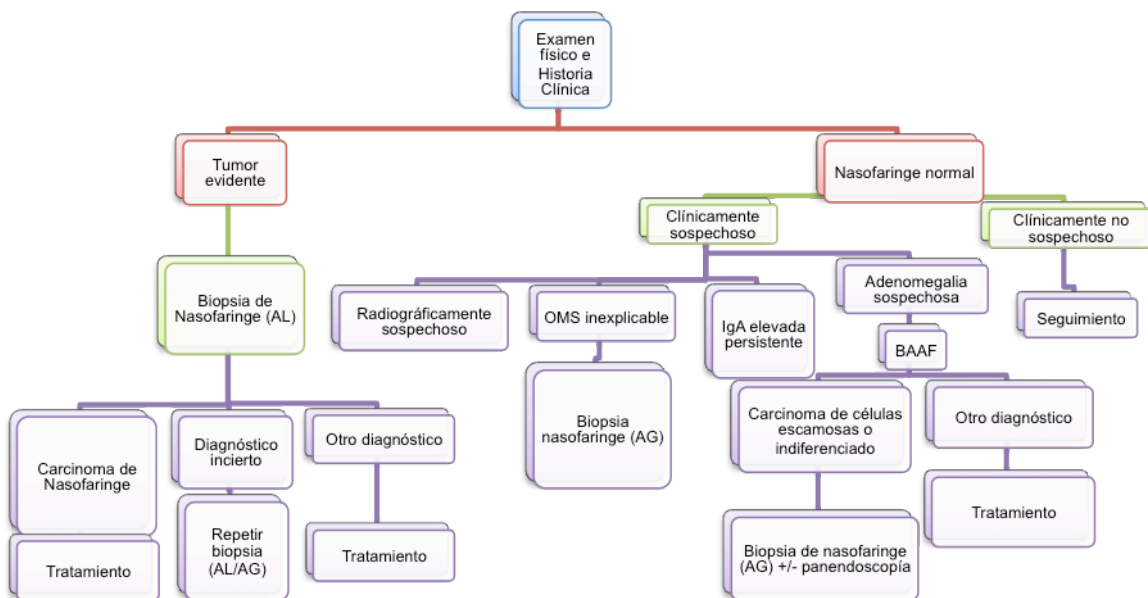 Examen
físico e
Historia
Clínica
Tumor
evidente
Nasofaringe normal
Clínicamente
sospechoso
Clínicamente no
sospechoso
Biopsia de
Nasofaringe (AL)
Radiográficamente
sospechoso
OMS inexplicable
IgA elevada
persistente
Adenomegalia
sospechosa
Seguimiento
BAAF
Biopsia
nasofaringe (AG)
Carcinoma de células
escamosas o
indiferenciado
Otro diagnóstico
Carcinoma de
Nasofaringe
Diagnóstico
incierto
Otro diagnóstico
Tratamiento
Repetir
biopsia
(AL/AG)
Tratamiento
Biopsia de nasofaringe
(AG) +/- panendoscopía
Tratamiento